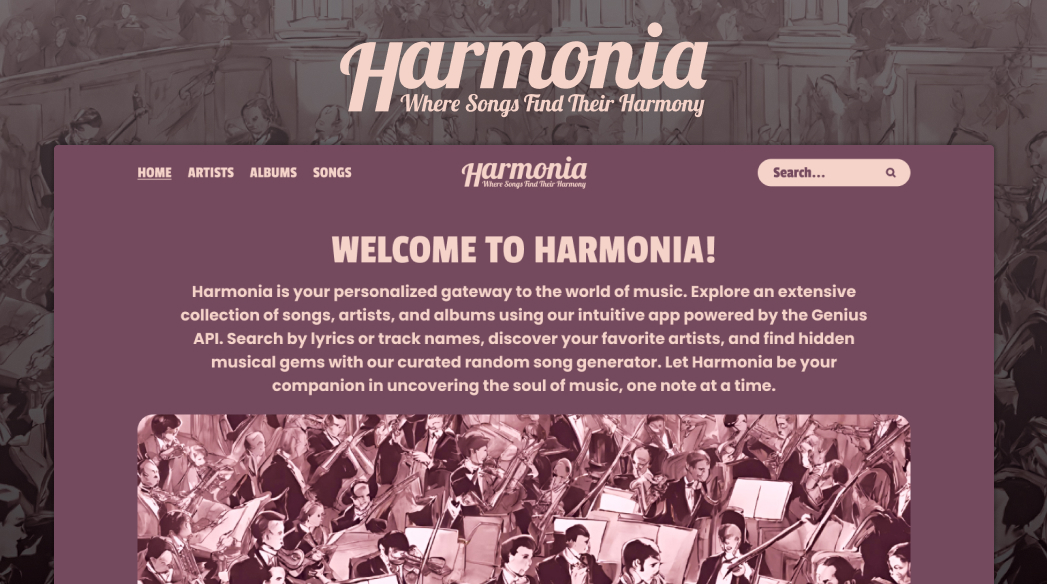 Harmonia
Where Songs Find Their Harmony
HOME ARTISTS ALBUMS SONGS
Harmonia
Where Songs Find Their Harmony
Search...
WELCOME TO HARMONIA!
Harmonia is your personalized gateway to the world of music. Explore an extensive
collection of songs, artists, and albums using our intuitive app powered by the Genius
API. Search by lyrics or track names, discover your favorite artists, and find hidden
musical gems with our curated random song generator. Let Harmonia be your
companion in uncovering the soul of music, one note at a time.